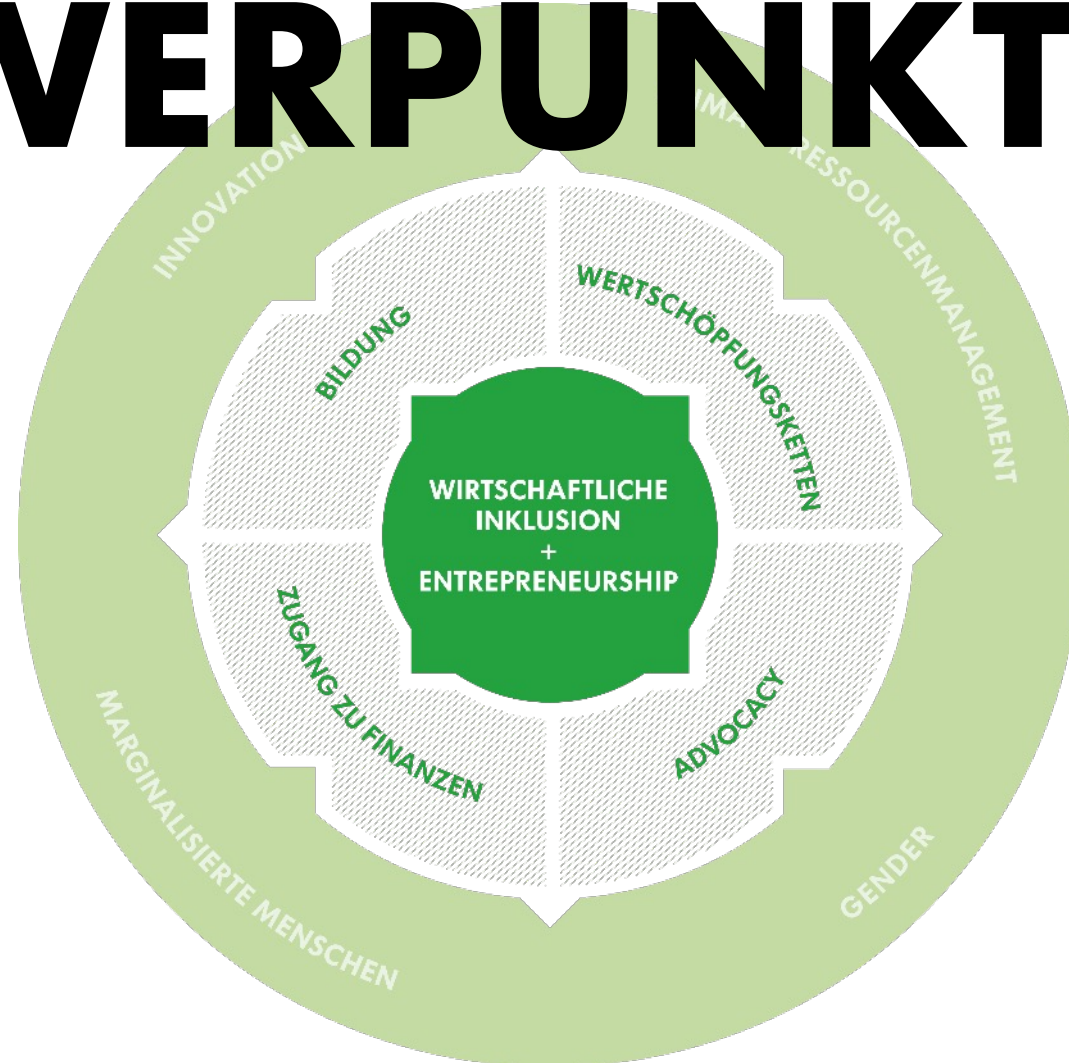 VERPUNKT
INNOVATION
RESSOURCENMANAGEMENT
BILDUNG
WERTSCHÖPFUNGSKETTEN
WIRTSCHAFTLICHE
INKLUSION
+
ENTREPRENEURSHIP
ZUGANG ZU FINANZEN
ADVOCACY
MARGINALISIERTE MENSCHEN
GENDER